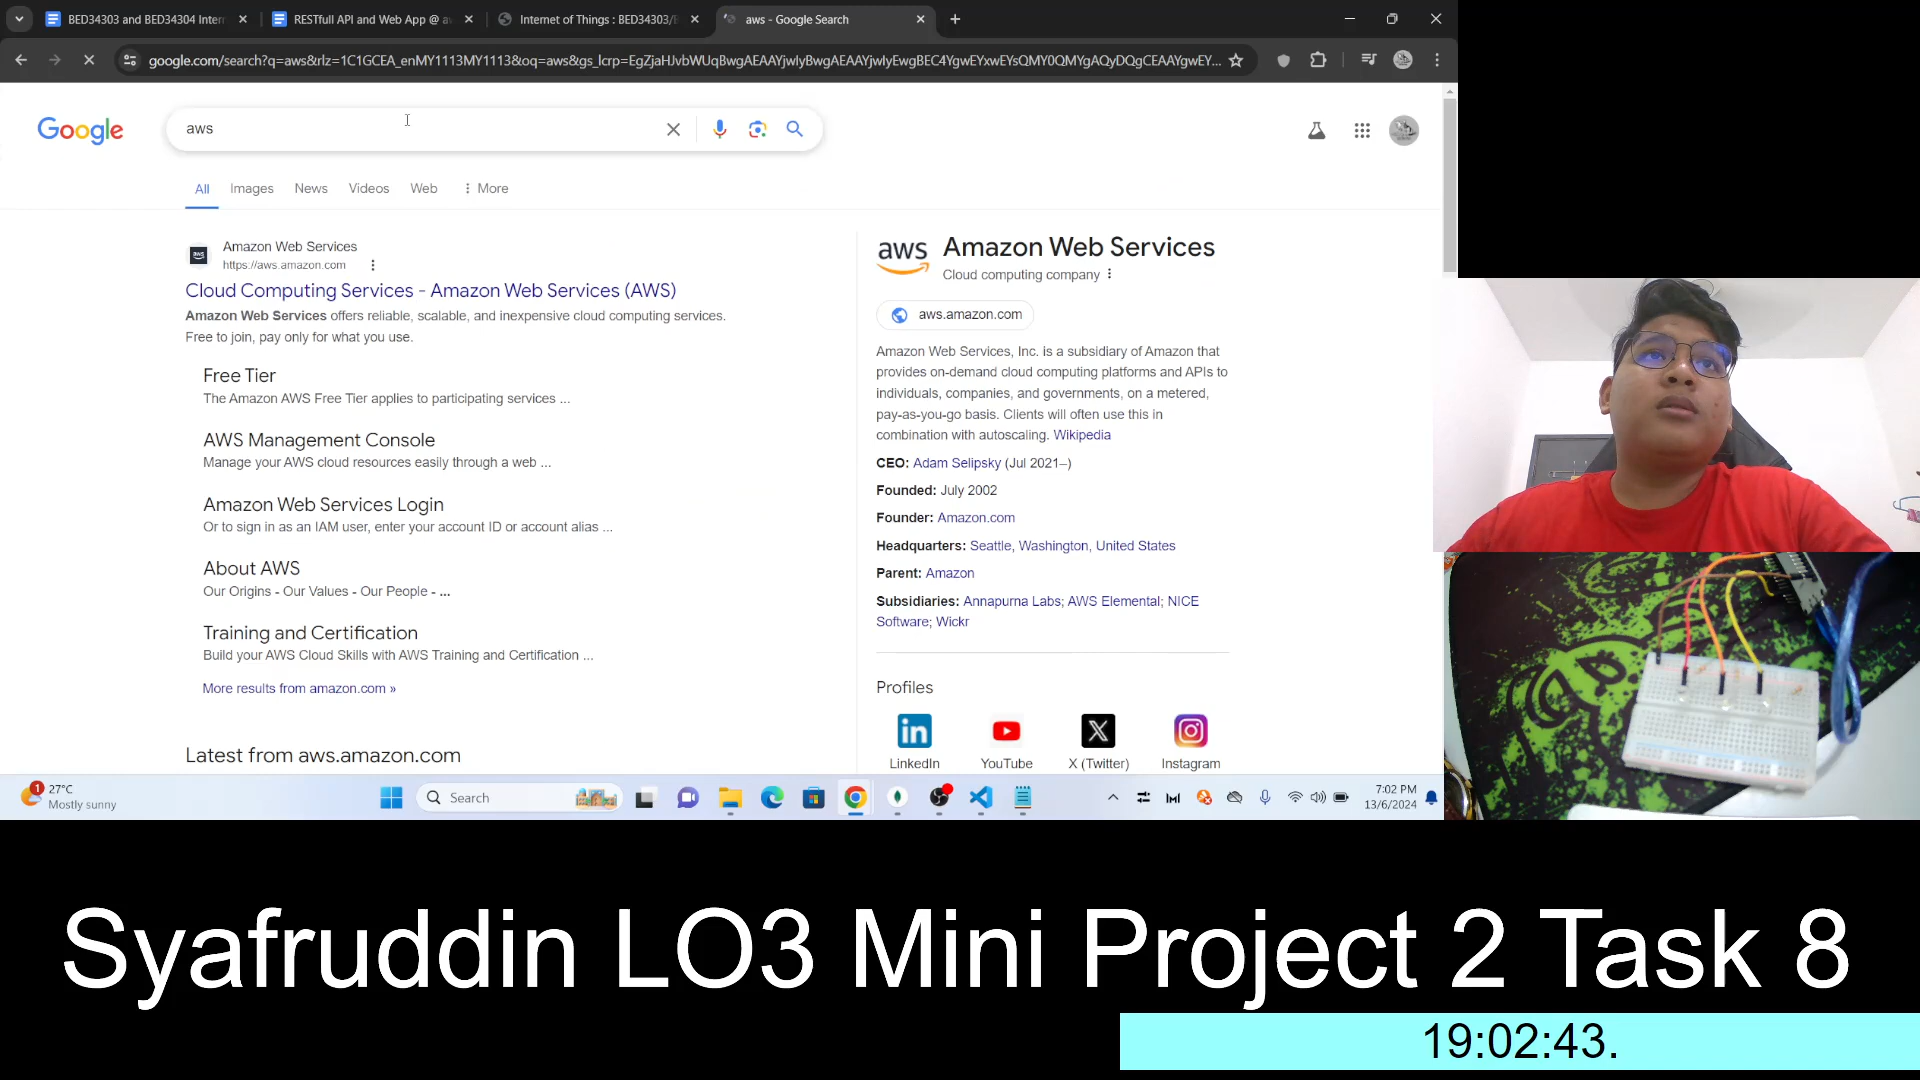 BED34303 and BED34304 Inter
RESTfull API and Web App @ aw
Internet of Things : BED34303/B
aws - Google Search
google.com/search?q=aws&rlz=1C1GCEA_enMY1113MY1113&oq=aws&gs_lcrp=EgZjaHJvbWUqBwgAEAAYjwIyBwgAEAAYjwIyEwgBEC4YgwEYxwEYsQMY0QMYgAQyDQgCEAAYgwEY...
Google
aws
All
Images
News
Videos
Web
More
Amazon Web Services
https://aws.amazon.com
Cloud Computing Services - Amazon Web Services (AWS)
Amazon Web Services offers reliable, scalable, and inexpensive cloud computing services.
Free to join, pay only for what you use.
Free Tier
The Amazon AWS Free Tier applies to participating services ...
AWS Management Console
Manage your AWS cloud resources easily through a web ...
Amazon Web Services Login
Or to sign in as an IAM user, enter your account ID or account alias ...
About AWS
Our Origins - Our Values - Our People - ...
Training and Certification
Build your AWS Cloud Skills with AWS Training and Certification ...
More results from amazon.com »
Latest from aws.amazon.com
aws
Amazon Web Services
Cloud computing company
aws.amazon.com
Amazon Web Services, Inc. is a subsidiary of Amazon that
provides on-demand cloud computing platforms and APIs to
individuals, companies, and governments, on a metered,
pay-as-you-go basis. Clients will often use this in
combination with autoscaling. Wikipedia
CEO: Adam Selipsky (Jul 2021–)
Founded: July 2002
Founder: Amazon.com
Headquarters: Seattle, Washington, United States
Parent: Amazon
Subsidiaries: Annapurna Labs; AWS Elemental; NICE
Software; Wickr
Profiles
LinkedIn
YouTube
X (Twitter)
Instagram
1
27°C
Mostly sunny
Search
7:02 PM
13/6/2024
Syafruddin LO3 Mini Project 2 Task 8
19:02:43.